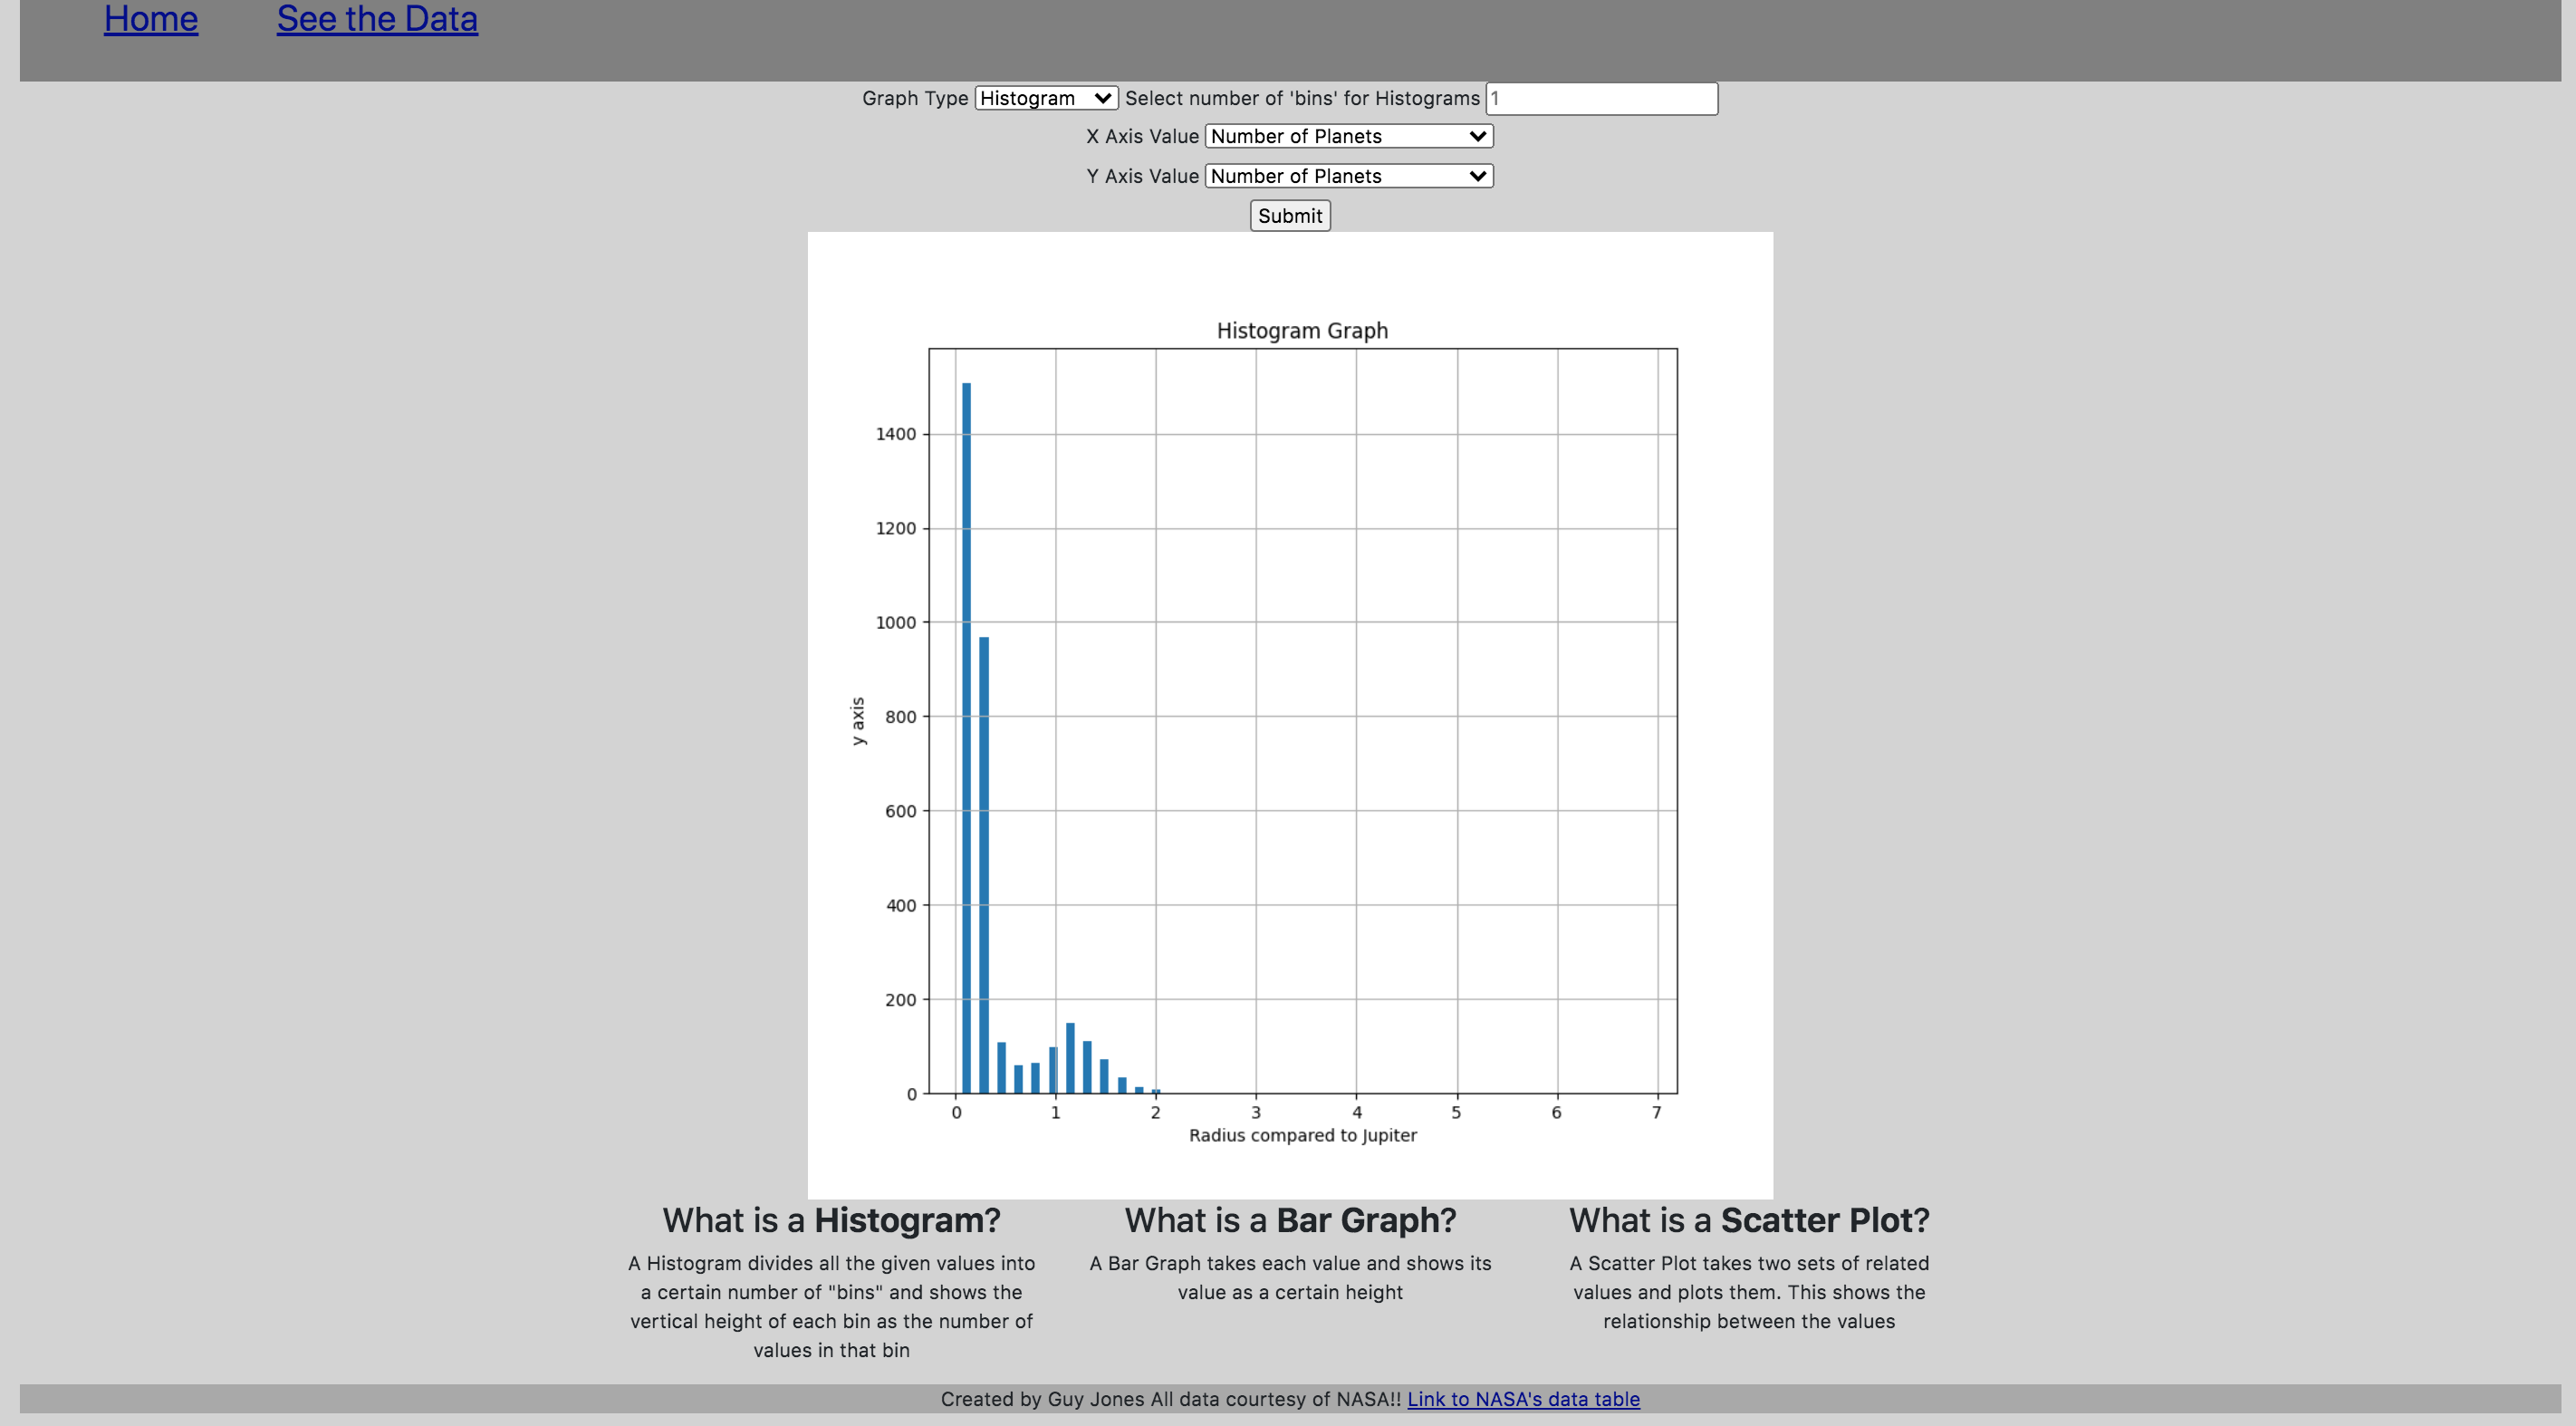 Home See the Data
Graph Type Histogram Select number of 'bins' for Histograms 1
X Axis Value Number of Planets
Y Axis Value Number of Planets
Submit
Histogram Graph
1400
1200
1000
800
600
400
200
0
y axis
0 1 2 3 4 5 6 7
Radius compared to Jupiter
What is a Histogram?
A Histogram divides all the given values into
a certain number of "bins" and shows the
vertical height of each bin as the number of
values in that bin
What is a Bar Graph?
A Bar Graph takes each value and shows its
value as a certain height
What is a Scatter Plot?
A Scatter Plot takes two sets of related
values and plots them. This shows the
relationship between the values
Created by Guy Jones All data courtesy of NASA!! Link to NASA's data table